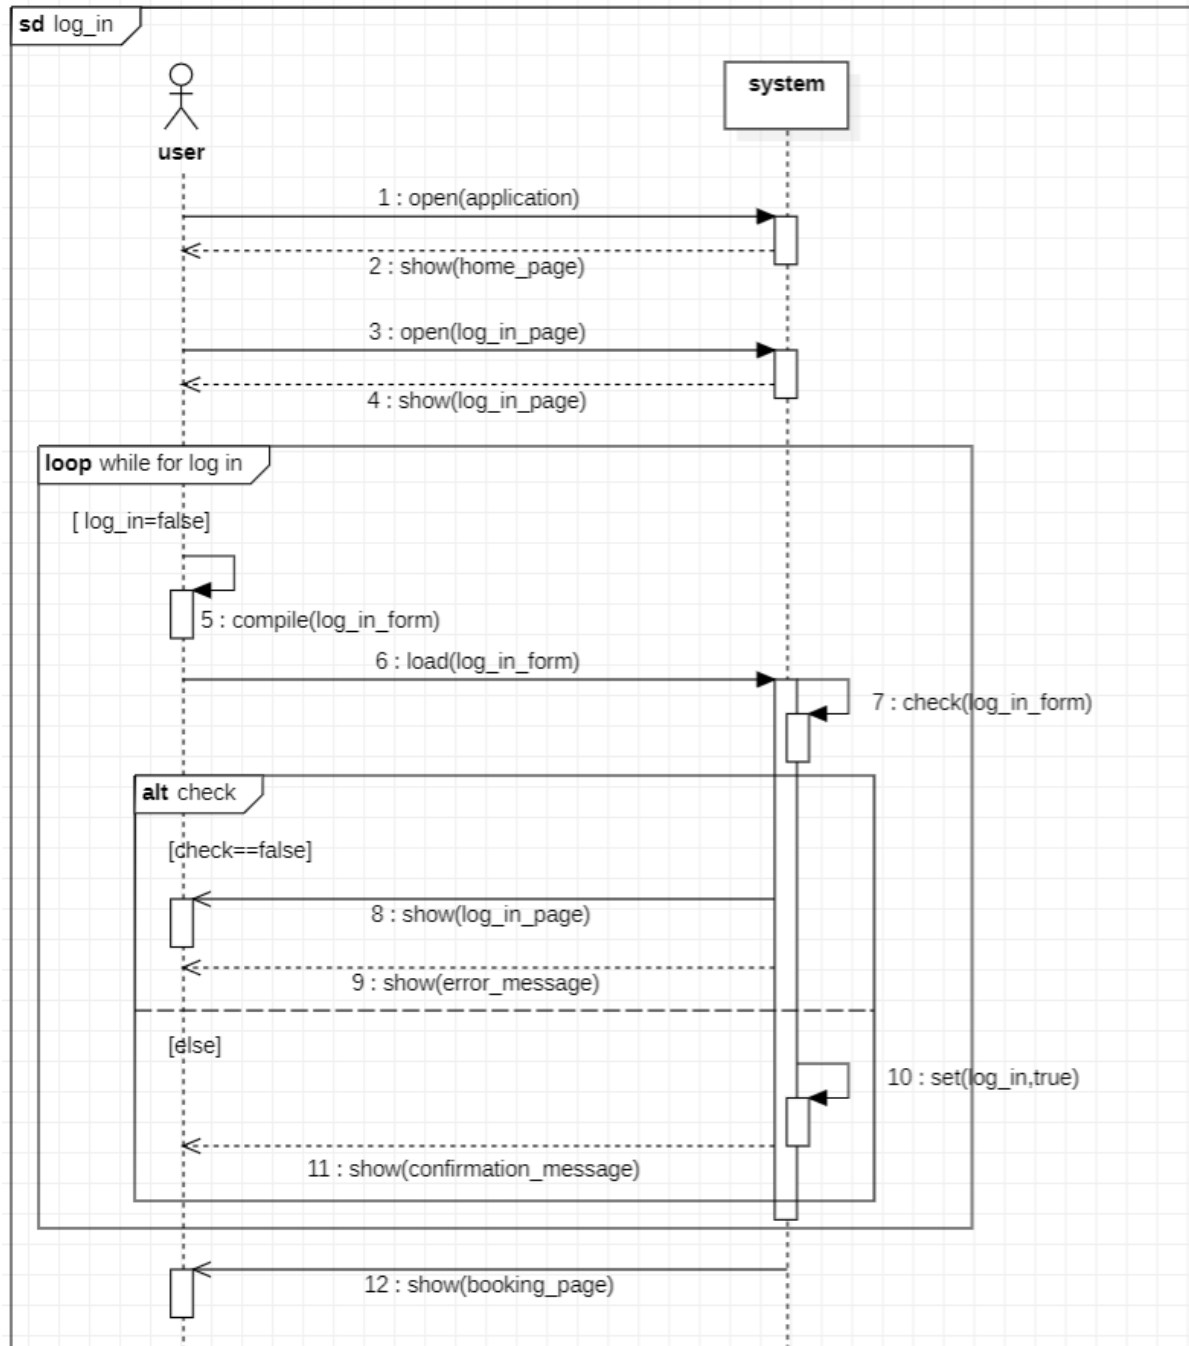 sd log_in
user
system
1 : open(application)
2 : show(home_page)
3 : open(log_in_page)
4 : show(log_in_page)
loop while for log in
[ log_in=false]
5 : compile(log_in_form)
6 : load(log_in_form)
7 : check(log_in_form)
alt check
[check==false]
8 : show(log_in_page)
9 : show(error_message)
[else]
10 : set(log_in,true)
11 : show(confirmation_message)
12 : show(booking_page)